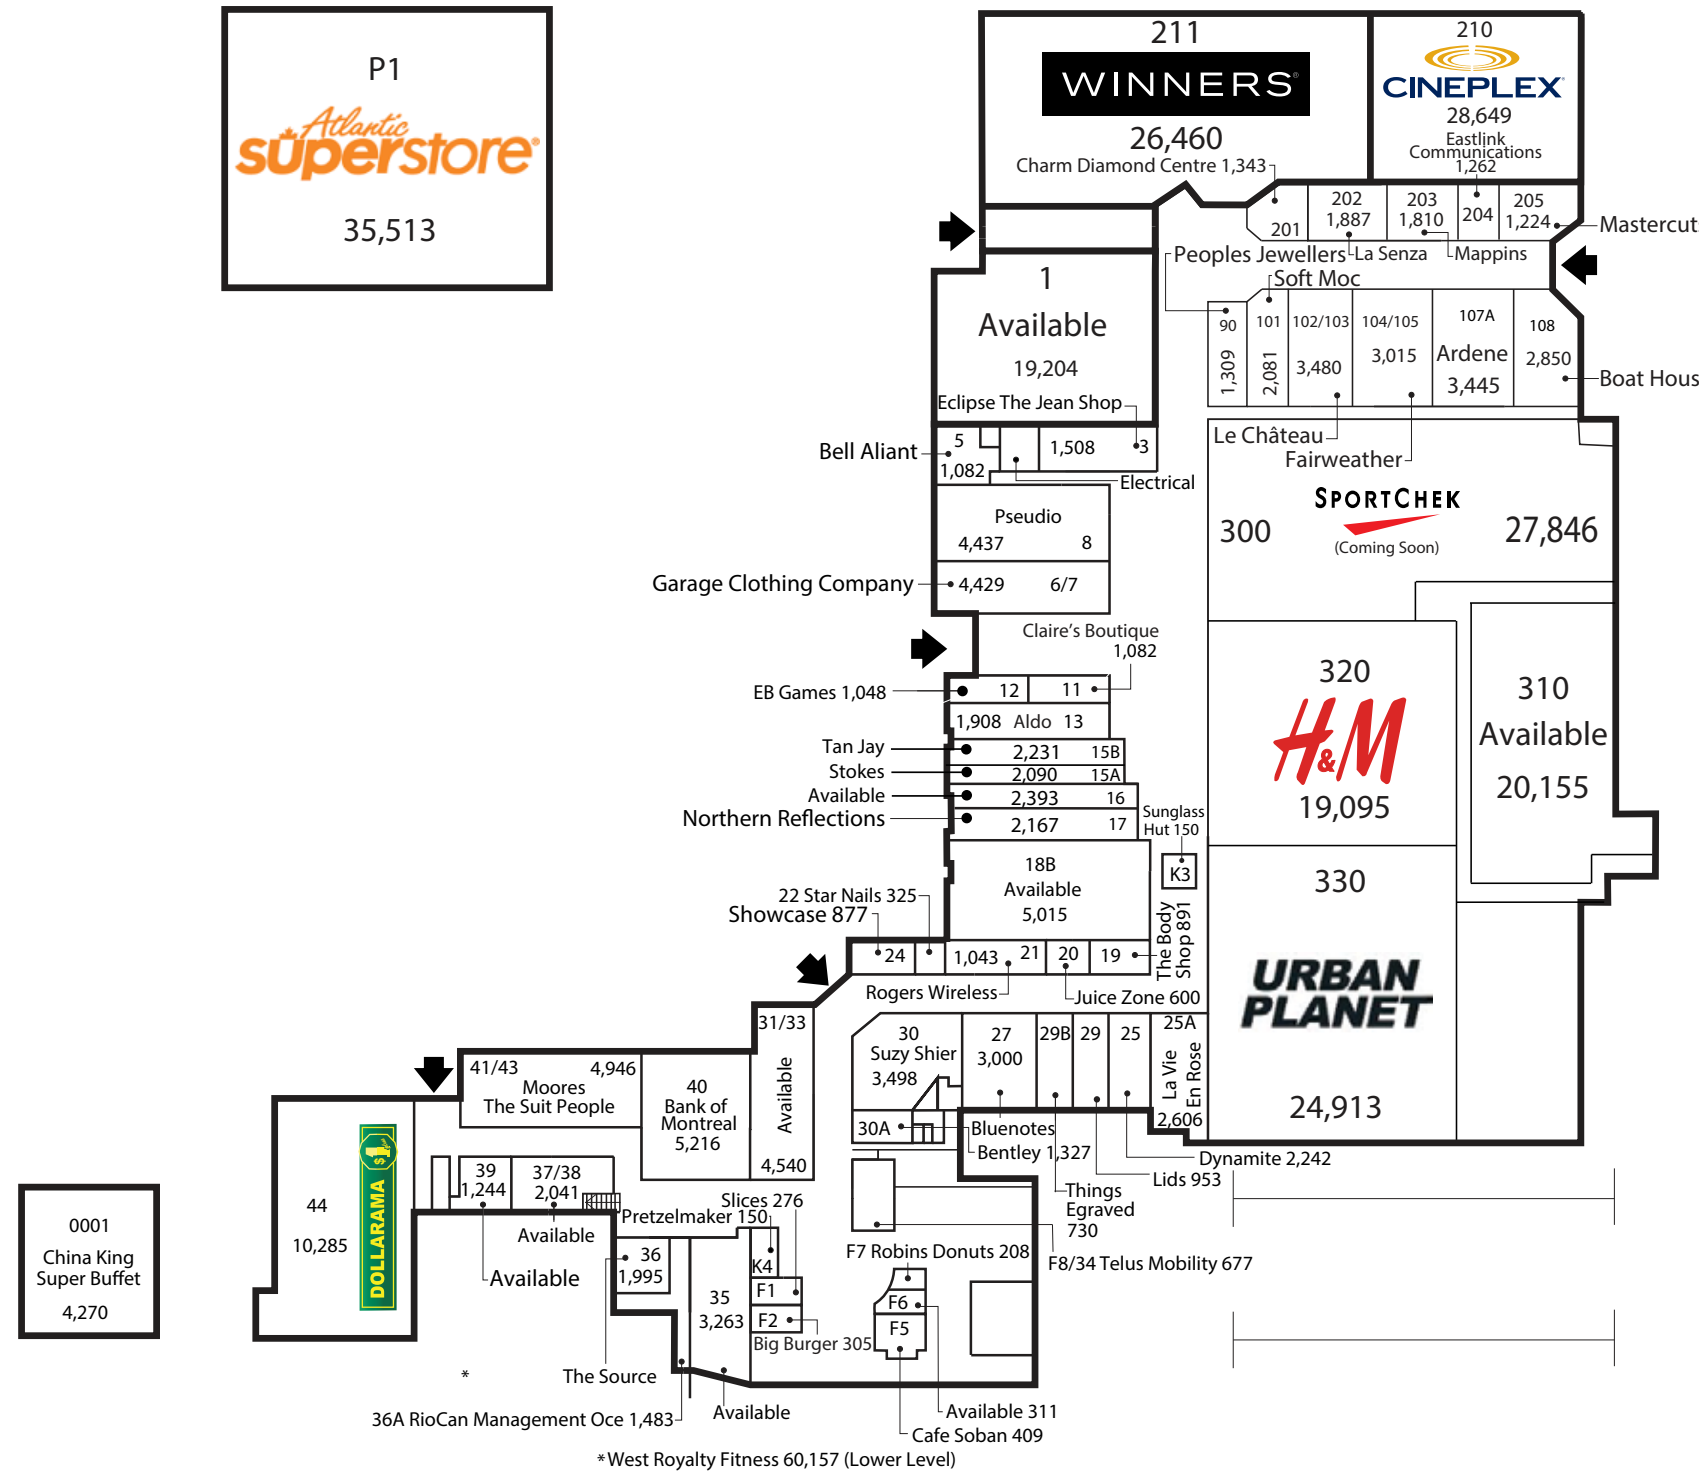 P1
Atlantic
superstore
35,513
211
WINNERS
26,460
Charm Diamond Centre 1,343
210
CINEPLEX
28,649
Eastlink
Communications
1,262
201
202
1,887
203
1,810
204
205
1,224
Mastercuts
Peoples Jewellers
La Senza
Mappins
Soft Moc
1
Available
19,204
90
1,309
101
2,081
102/103
3,480
104/105
3,015
107A
Ardene
3,445
108
2,850
Boat Hous
Eclipse The Jean Shop
Le Château
Fairweather
Bell Aliant
5
1,082
1,508
3
Electrical
Pseudio
4,437
8
Garage Clothing Company
4,429
6/7
300
SPORTCHEK
(Coming Soon)
27,846
Claire's Boutique
1,082
EB Games 1,048
12
11
1,908
Aldo
13
Tan Jay
2,231
15B
Stokes
2,090
15A
Available
2,393
16
Northern Reflections
2,167
17
320
H&M
19,095
310
Available
20,155
Sunglass
Hut 150
K3
18B
Available
5,015
22 Star Nails 325
Showcase 877
24
1,043
21
20
19
The Body
Shop 891
Rogers Wireless
Juice Zone 600
330
URBAN
PLANET
24,913
31/33
Available
4,540
30
Suzy Shier
3,498
27
3,000
29B
29
25
25A
La Vie
En Rose
2,606
30A
Bluenotes
Bentley 1,327
Dynamite 2,242
Lids 953
Things
Egraved
730
F8/34 Telus Mobility 677
41/43
4,946
Moores
The Suit People
40
Bank of
Montreal
5,216
44
10,285
DOLLARAMA
$1
39
1,244
37/38
2,041
Available
Available
0001
China King
Super Buffet
4,270
Slices 276
Pretzelmaker 150
36
1,995
K4
F1
F2
35
3,263
Big Burger 305
F7 Robins Donuts 208
F6
F5
The Source
36A RioCan Management Oce 1,483
Available
Available 311
Cafe Soban 409
*
*West Royalty Fitness 60,157 (Lower Level)